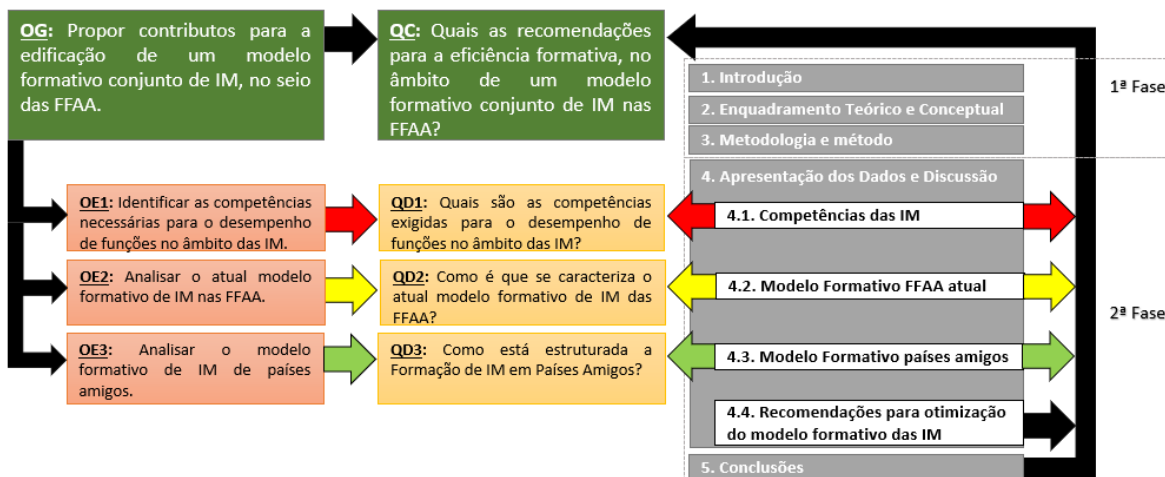 OG: Propor contributos para a
edificação de um modelo
formativo conjunto de IM, no seio
das FFAA.
QC: Quais as recomendações
para a eficiência formativa, no
âmbito de um modelo
formativo conjunto de IM nas
FFAA?
1. Introdução
2. Enquadramento Teórico e Conceptual
3. Metodologia e método
1ª Fase
4. Apresentação dos Dados e Discussão
OE1: Identificar as competências
necessárias para o desempenho
de funções no âmbito das IM.
QD1: Quais são as competências
exigidas para o desempenho de
funções no âmbito das IM?
4.1. Competências das IM
OE2: Analisar o atual modelo
formativo de IM nas FFAA.
QD2: Como é que se caracteriza o
atual modelo formativo de IM das
FFAA?
4.2. Modelo Formativo FFAA atual
2ª Fase
OE3: Analisar o modelo
formativo de IM de países
amigos.
QD3: Como está estruturada a
Formação de IM em Países Amigos?
4.3. Modelo Formativo países amigos
4.4. Recomendações para otimização
do modelo formativo das IM
5. Conclusões